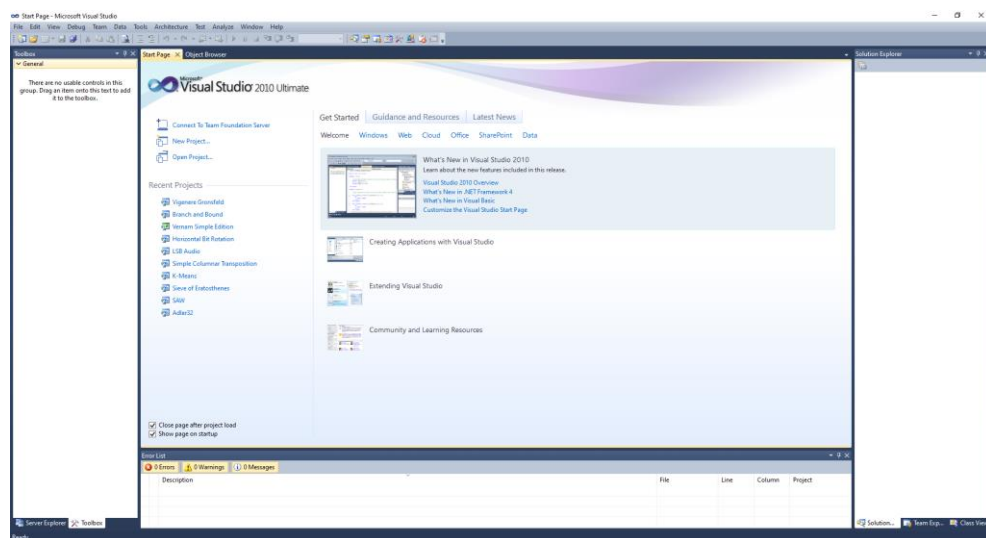 Start Page - Microsoft Visual Studio
File Edit View Debug Team Data Tools Architecture Test Analyze Window Help
Toolbox
General
There are no usable controls in this
group. Drag an item onto this text to add
it to the toolbox.
Server Explorer Toolbox
Start Page Object Browser
Microsoft
Visual Studio 2010 Ultimate
Connect To Team Foundation Server
New Project...
Open Project...
Recent Projects
Vigenere Gronsfeld
Branch and Bound
Vernam Simple Edition
Horizontal Bit Rotation
LSB Audio
Simple Columnar Transposition
K-Means
Sieve of Eratosthenes
SAW
Adler32
Close page after project load
Show page on startup
Get Started Guidance and Resources Latest News
Welcome Windows Web Cloud Office SharePoint Data
What's New in Visual Studio 2010
Learn about the new features included in this release.
Visual Studio 2010 Overview
What's New in .NET Framework 4
What's New in Visual Basic
Customize the Visual Studio Start Page
Creating Applications with Visual Studio
Extending Visual Studio
Community and Learning Resources
Error List
0 Errors 0 Warnings 0 Messages
Description File Line Column Project
Solution Explorer
Solution... Team Exp... Class View
Ready